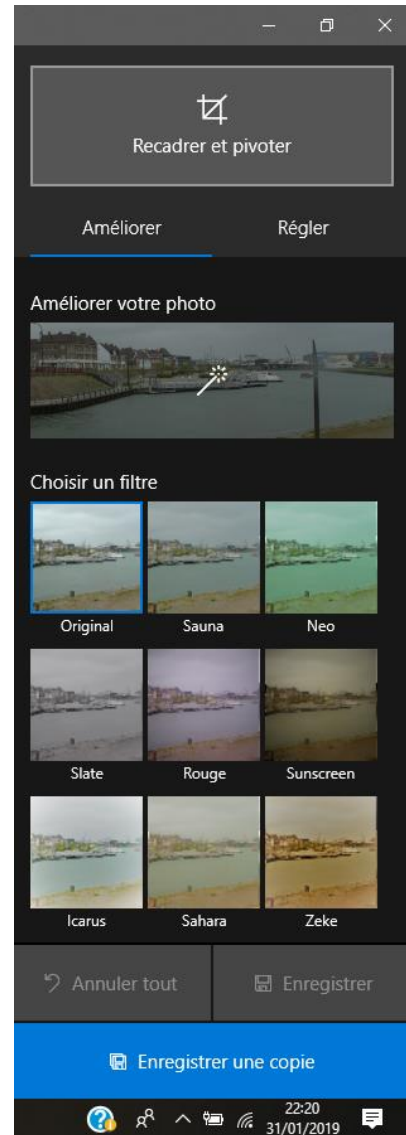 Recadrer et pivoter
Améliorer Régler
Améliorer votre photo
Choisir un filtre
Original Sauna Neo
Slate Rouge Sunscreen
Icarus Sahara Zeke
Annuler tout Enregistrer
Enregistrer une copie
22:20
31/01/2019